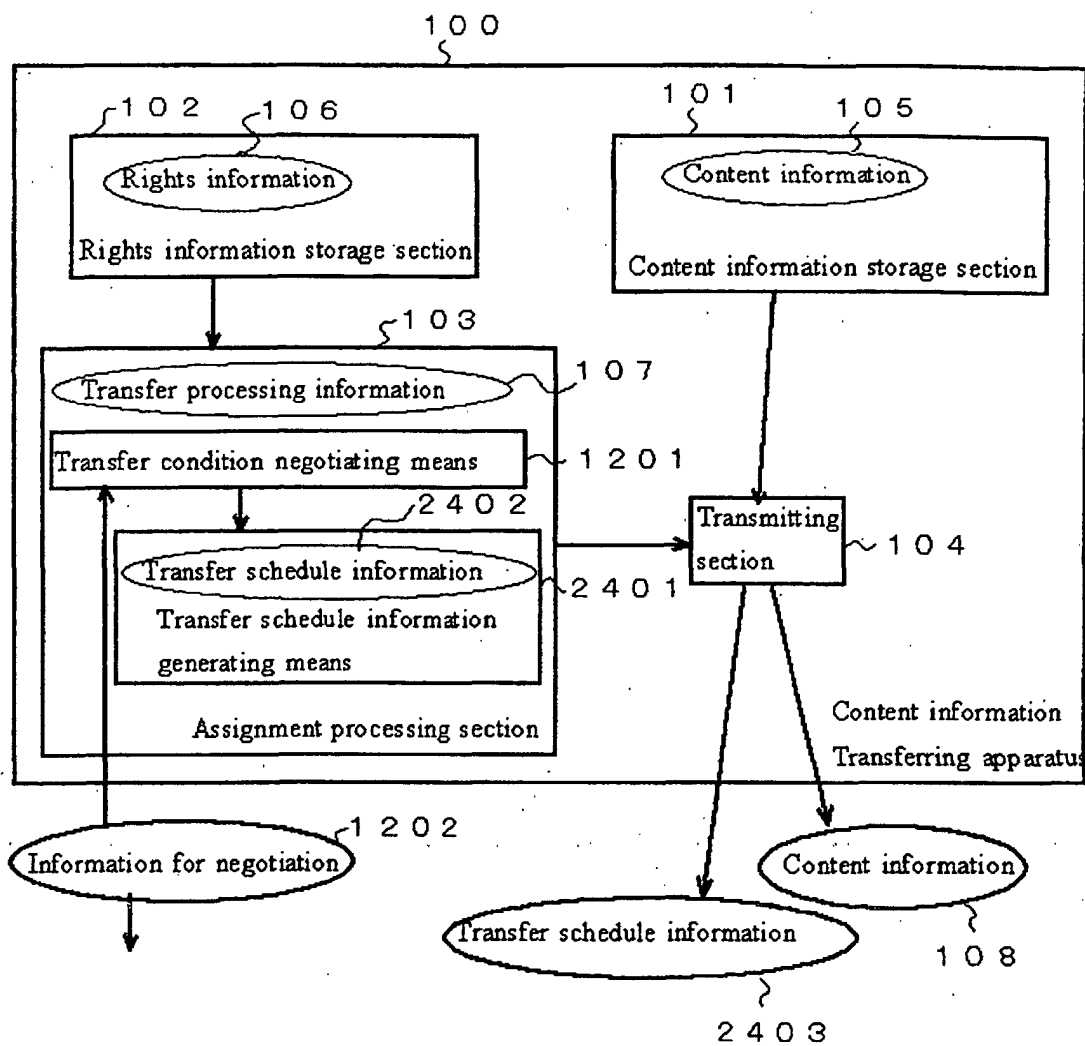 100
102
106
Rights information
Rights information storage section
101
105
Content information
Content information storage section
103
Transfer processing information
107
Transfer condition negotiating means
1201
2402
Transfer schedule information
2401
Transfer schedule information
generating means
Assignment processing section
Transmitting
section
104
Content information
Transferring apparatus
Information for negotiation
1202
Content information
108
Transfer schedule information
2403